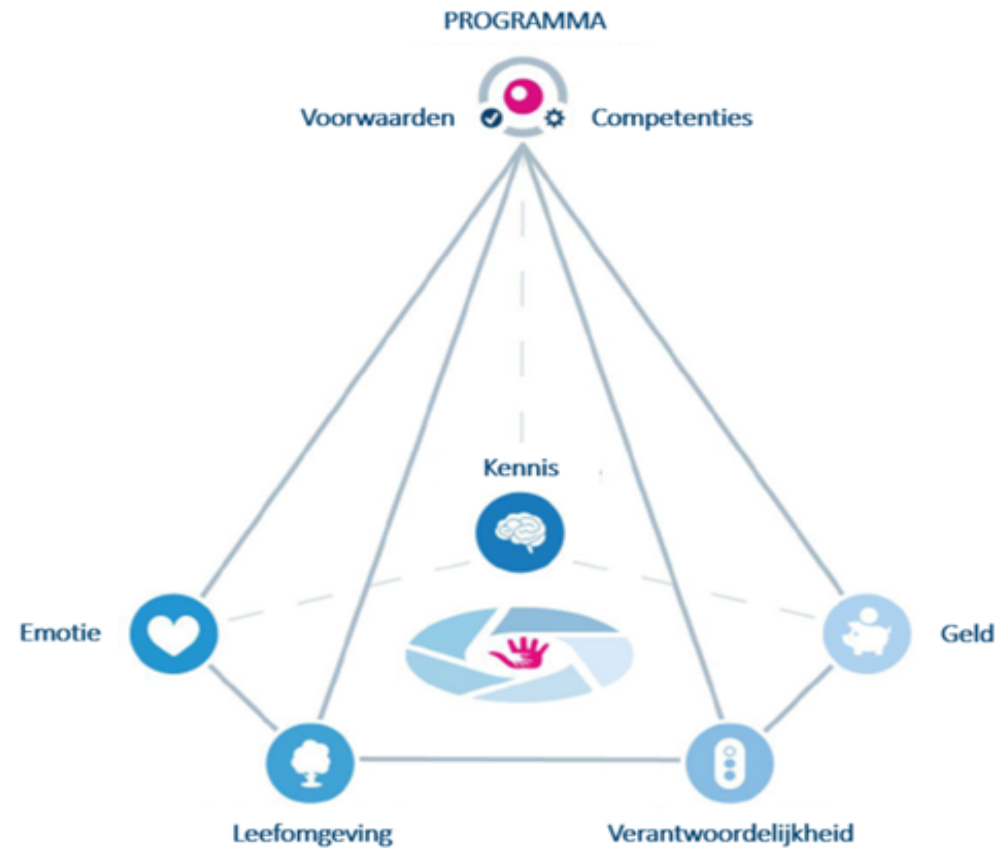 PROGRAMMA
Voorwaarden
Competenties
Kennis
Emotie
Geld
Leefomgeving
Verantwoordelijkheid